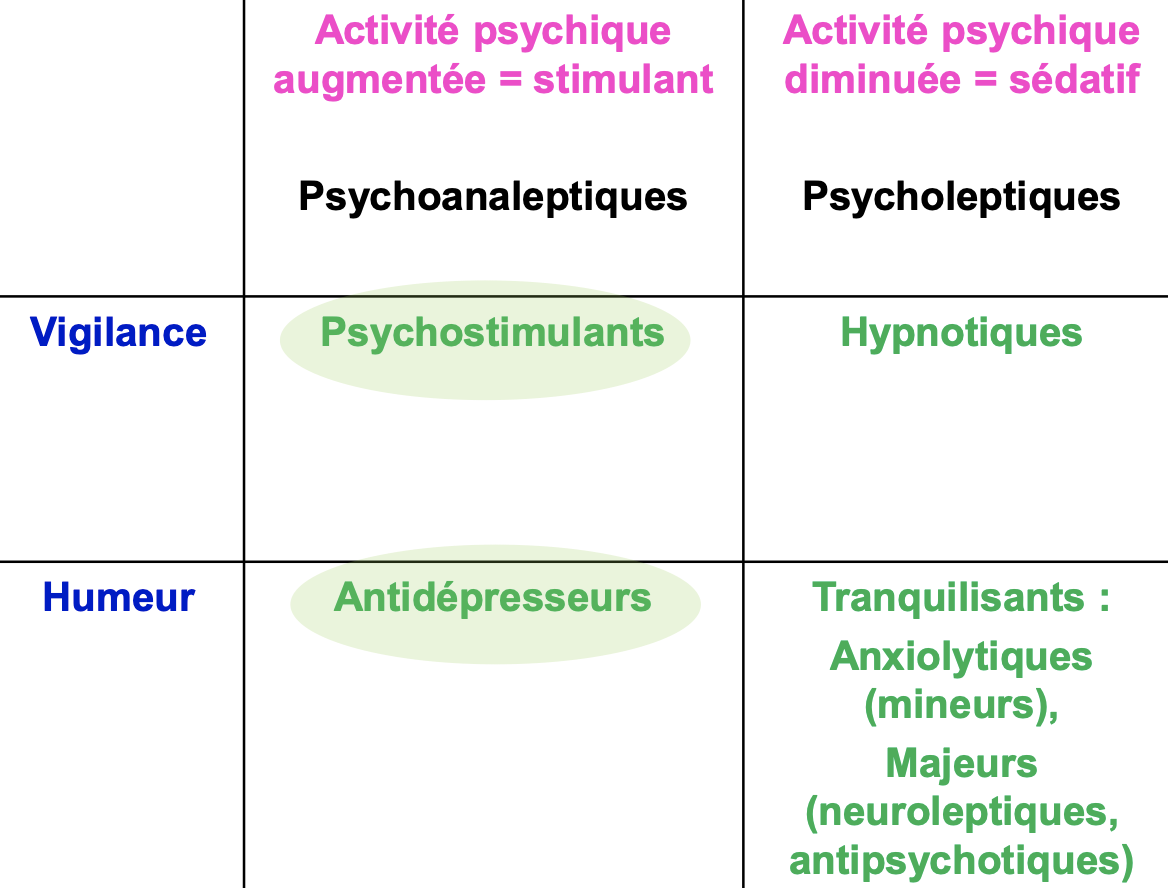 Activité psychique
augmentée = stimulant
Activité psychique
diminuée = sédatif
Psychoanaleptiques
Psycholeptiques
Vigilance
Psychostimulants
Hypnotiques
Humeur
Antidépresseurs
Tranquilisants :
Anxiolytiques
(mineurs),
Majeurs
(neuroleptiques,
antipsychotiques)